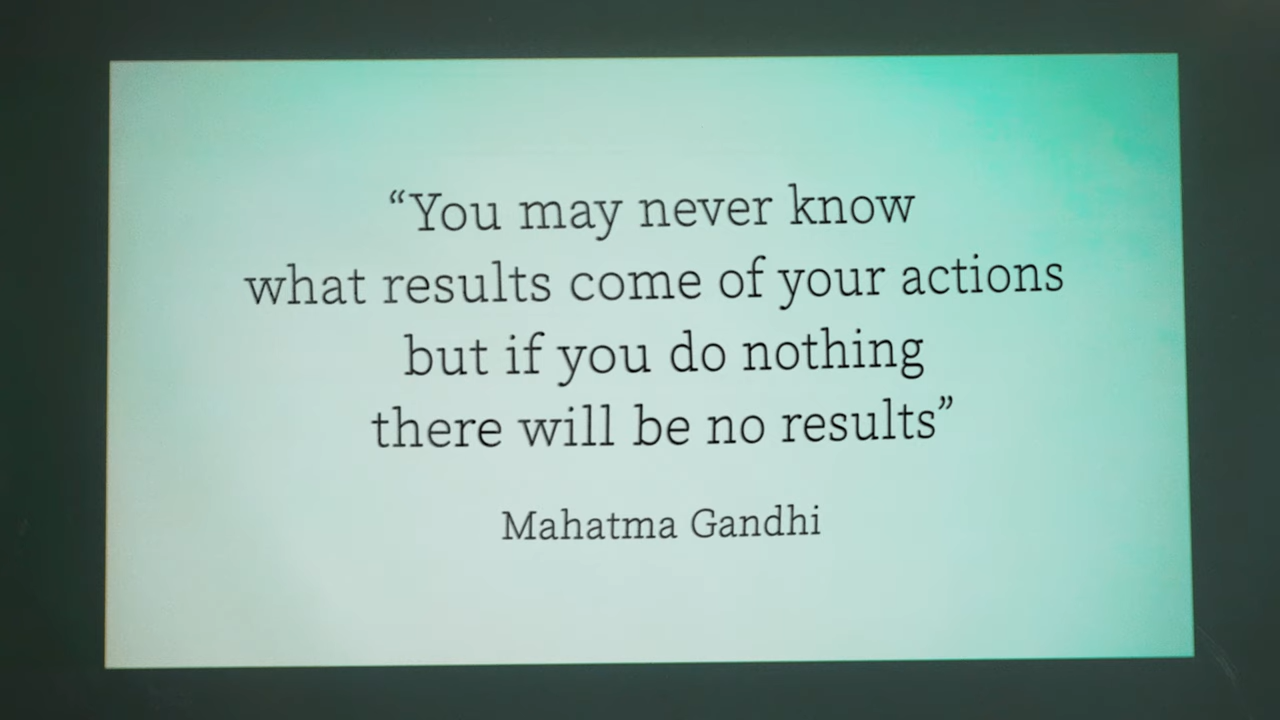 “You may never know
what results come of your actions
but if you do nothing
there will be no results”
Mahatma Gandhi